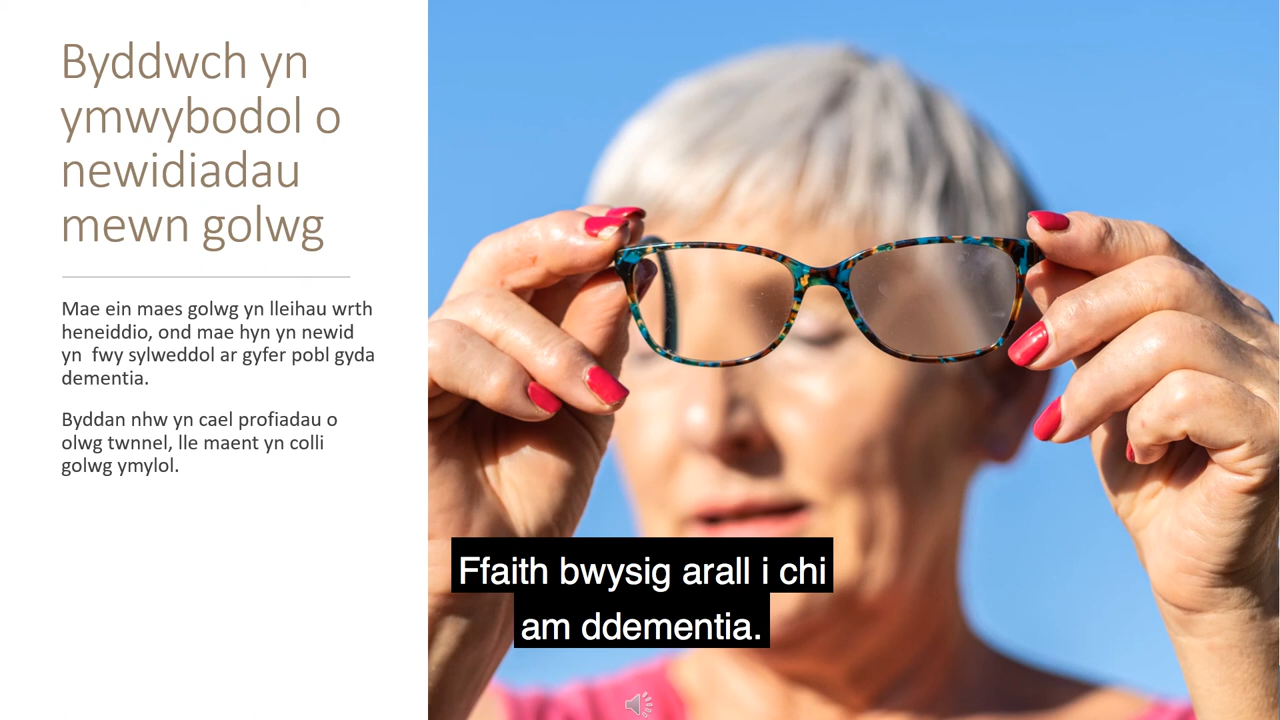 Byddwch yn
ymwybodol o
newidiadau
mewn golwg
Mae ein maes golwg yn lleihau wrth
heneiddio, ond mae hyn yn newid
yn  fwy sylweddol ar gyfer pobl gyda
dementia.
Byddan nhw yn cael profiadau o
olwg twnnel, lle maent yn colli
golwg ymylol.
Ffaith bwysig arall i chi
am ddementia.